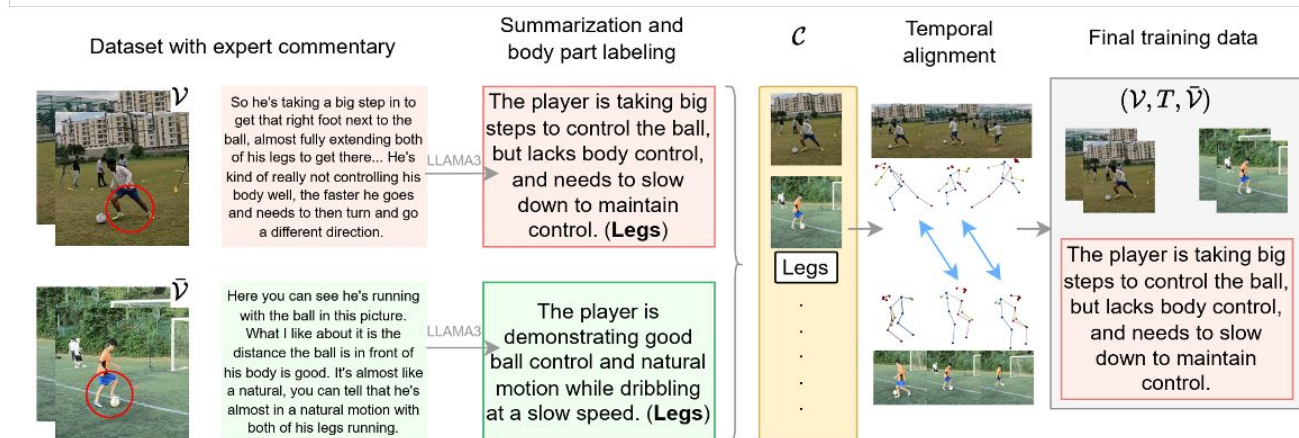 Dataset with expert commentary
Summarization and
body part labeling
𝒞
Temporal
alignment
Final training data
𝒱
So he's taking a big step in to
get that right foot next to the
ball, almost fully extending both
of his legs to get there... He's
kind of really not controlling his
body well, the faster he goes
and needs to then turn and go
a different direction.
LLAMA3
The player is taking big
steps to control the ball,
but lacks body control,
and needs to slow
down to maintain
control. (Legs)
𝒱̄
Here you can see he's running
with the ball in this picture.
What I like about it is the
distance the ball is in front of
his body is good. It's almost like
a natural, you can tell that he's
almost in a natural motion with
both of his legs running.
LLAMA3
The player is
demonstrating good
ball control and natural
motion while dribbling
at a slow speed. (Legs)
Legs
(𝒱, T, 𝒱̄)
The player is taking big
steps to control the ball,
but lacks body control,
and needs to slow
down to maintain
control.